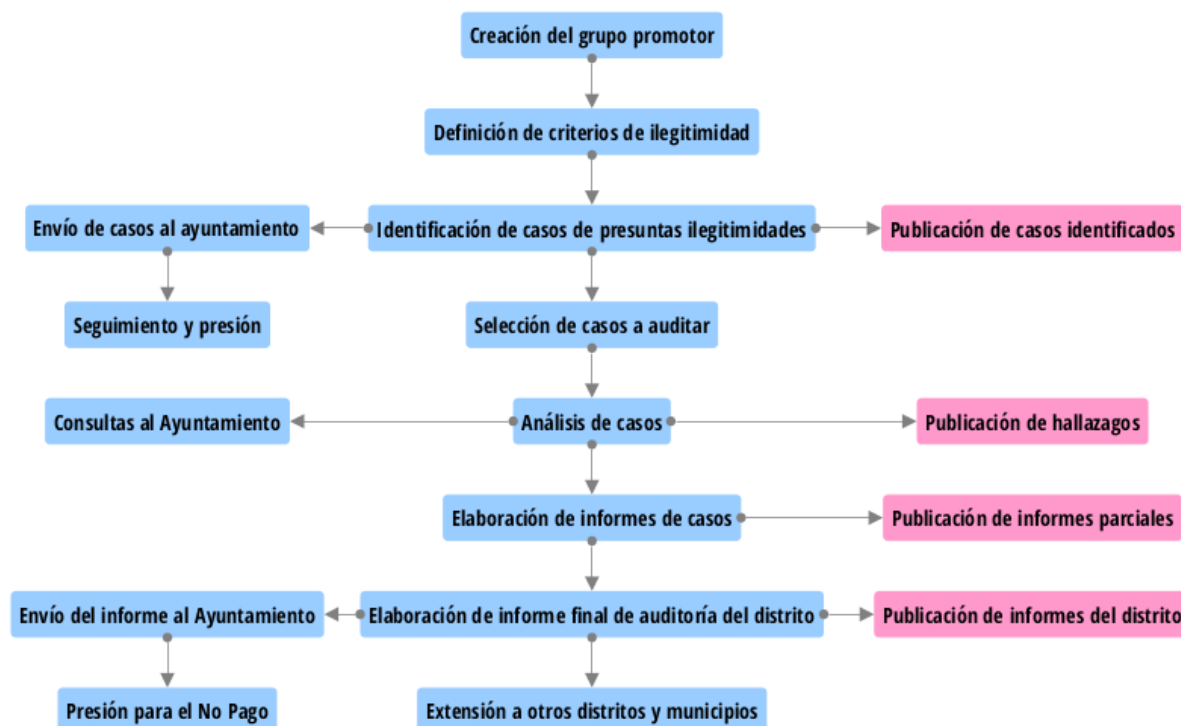 Creación del grupo promotor
Definición de criterios de ilegitimidad
Envío de casos al ayuntamiento
Identificación de casos de presuntas ilegitimidades
Publicación de casos identificados
Seguimiento y presión
Selección de casos a auditar
Consultas al Ayuntamiento
Análisis de casos
Publicación de hallazagos
Elaboración de informes de casos
Publicación de informes parciales
Envío del informe al Ayuntamiento
Elaboración de informe final de auditoría del distrito
Publicación de informes del distrito
Presión para el No Pago
Extensión a otros distritos y municipios